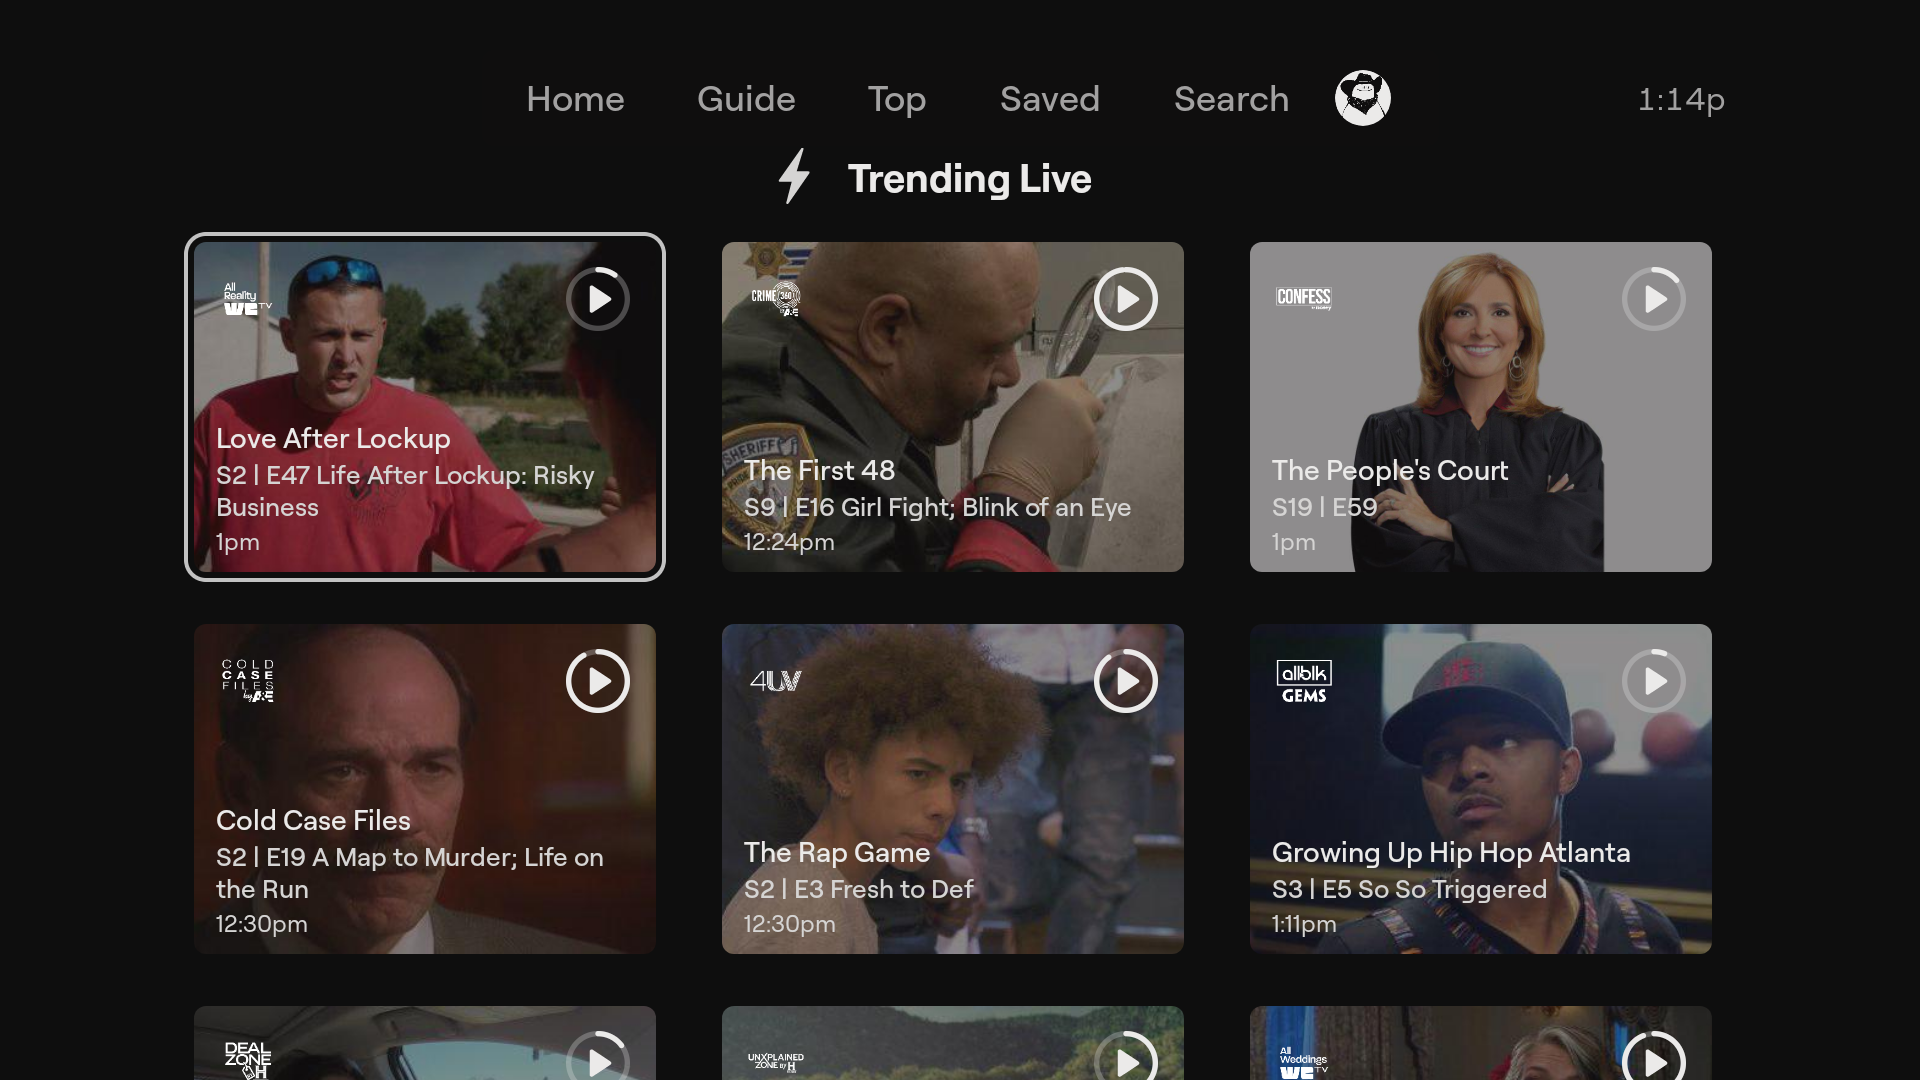 Home
Guide
Top
Saved
Search
1:14p
Trending Live
All
Reality
WE TV
Love After Lockup
S2 | E47 Life After Lockup: Risky
Business
1pm
CRIME 360
by A&E
SHERIFF
The First 48
S9 | E16 Girl Fight; Blink of an Eye
12:24pm
CONFESS
The People's Court
S19 | E59
1pm
COLD
CASE
FILES
by A&E
Cold Case Files
S2 | E19 A Map to Murder; Life on
the Run
12:30pm
4UV
The Rap Game
S2 | E3 Fresh to Def
12:30pm
allblk
GEMS
Growing Up Hip Hop Atlanta
S3 | E5 So So Triggered
1:11pm
DEAL
ZONE
H
UNXPLAINED
ZONE BY H
All
Weddings
WE TV